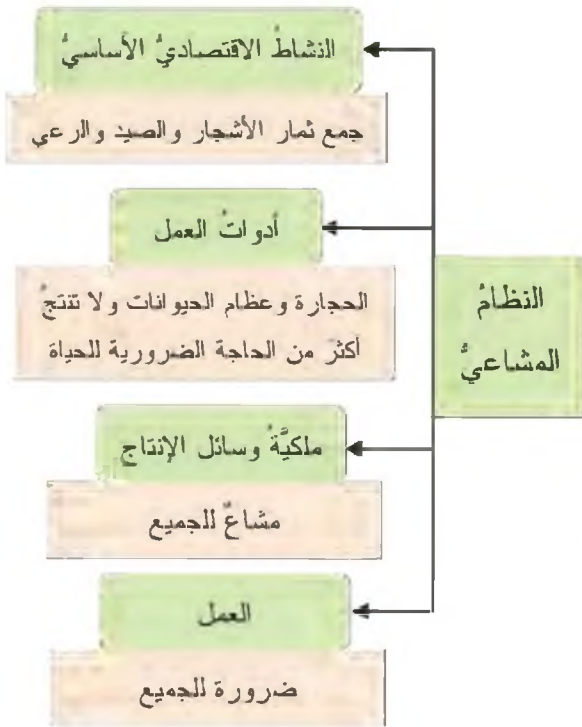 النظامُ
المشاعيُّ
النشاطُ الاقتصاديُّ الأساسيُّ
جمع ثمار الأشجار والصيد والرعي
أدواتُ العمل
الحجارة وعظام الحيوانات ولا تنتجُ
أكثرَ من الحاجة الضرورية للحياة
ملكيَّةُ وسائل الإنتاج
مشاعٌ للجميع
العمل
ضرورة للجميع